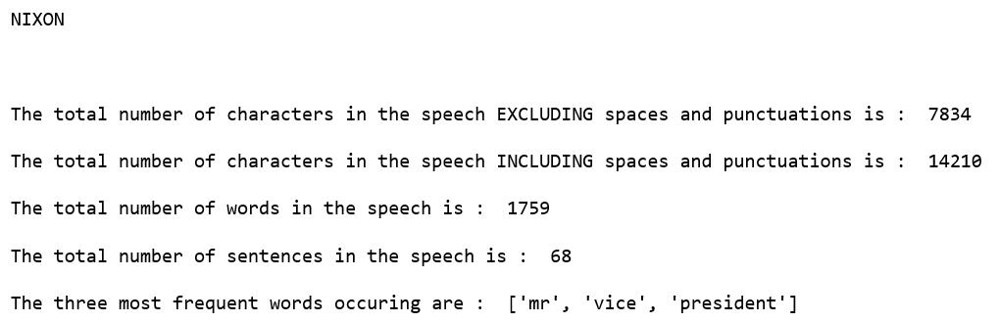 NIXON
The total number of characters in the speech EXCLUDING spaces and punctuations is :  7834
The total number of characters in the speech INCLUDING spaces and punctuations is :  14210
The total number of words in the speech is :  1759
The total number of sentences in the speech is :  68
The three most frequent words occuring are :  ['mr', 'vice', 'president']